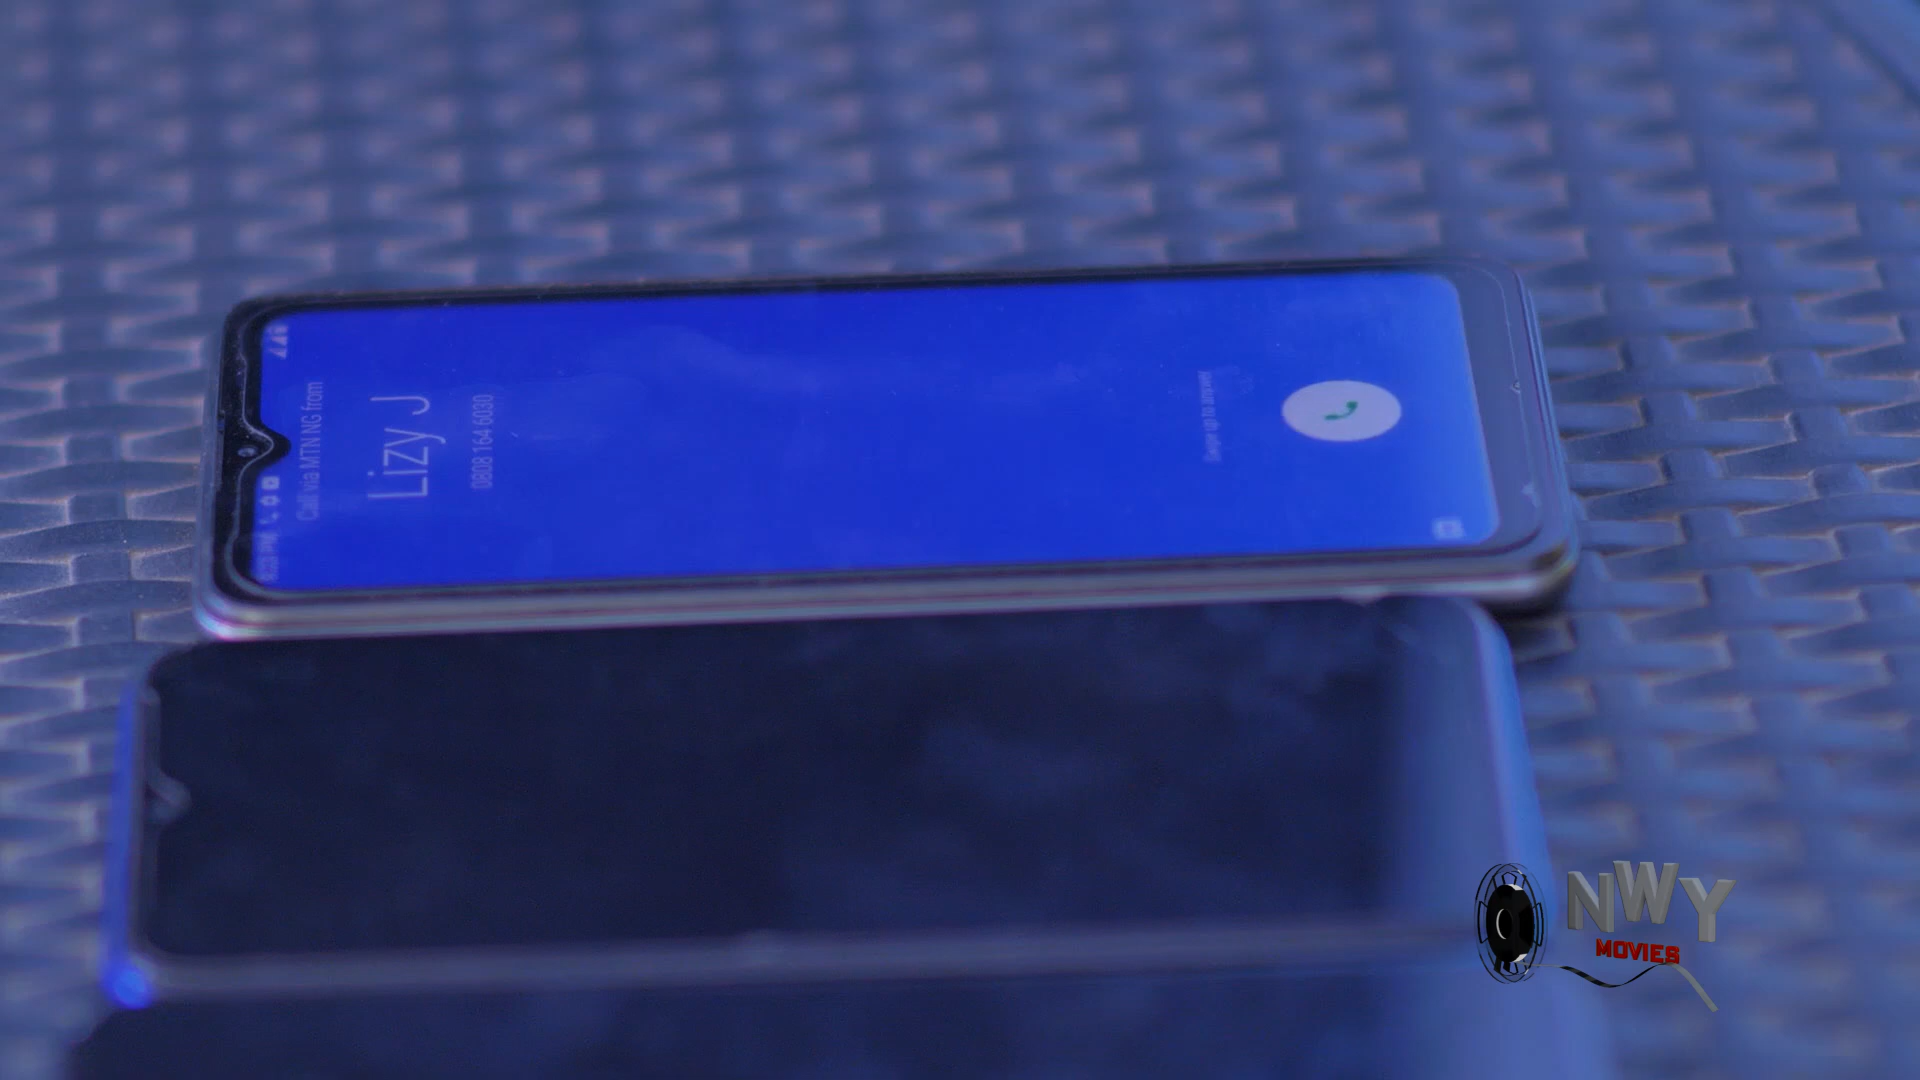 Call via MTN NG from
Lizy J
0808 164 6030
Swipe up to answer
NWY
MOVIES